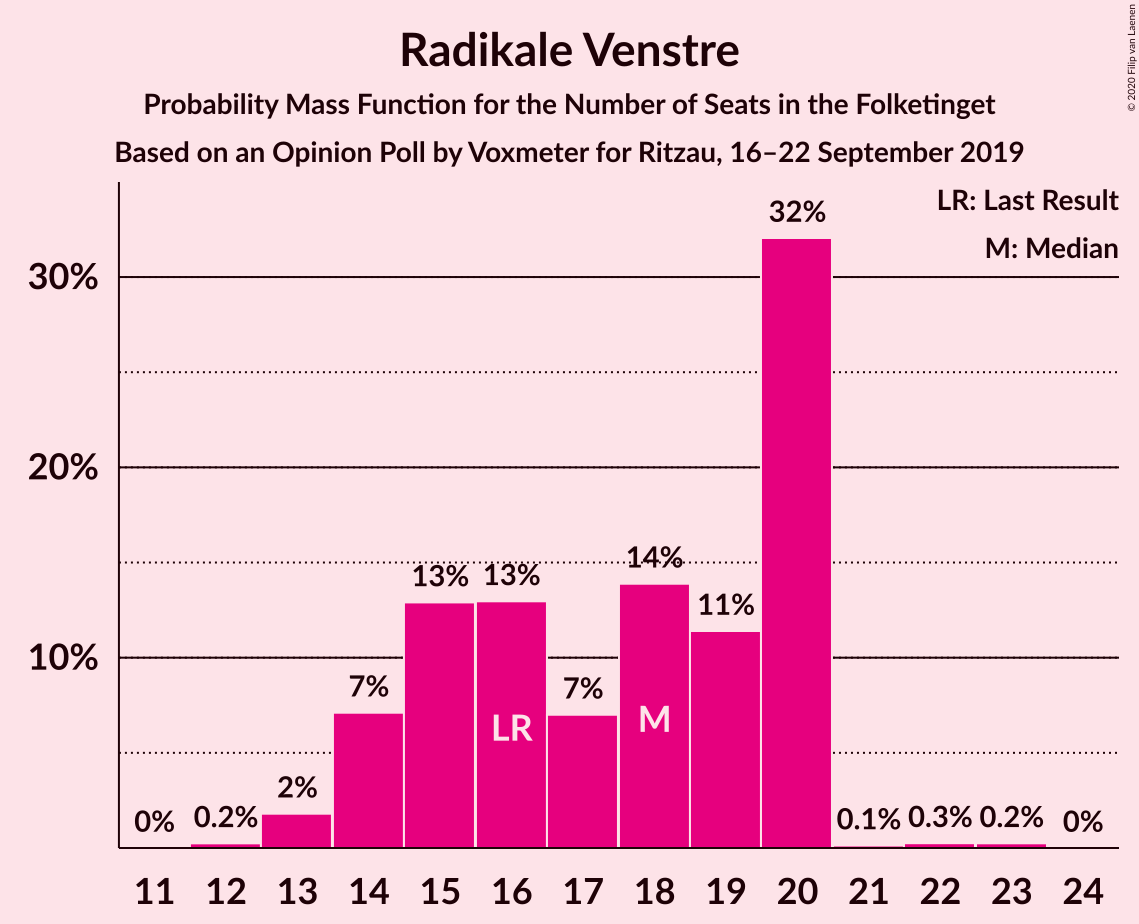 Radikale Venstre
Probability Mass Function for the Number of Seats in the Folketinget
Based on an Opinion Poll by Voxmeter for Ritzau, 16–22 September 2019
© 2020 Filip van Laenen
LR: Last Result
M: Median
30%
20%
10%
0%
0.2%
2%
7%
13%
13%
7%
14%
11%
32%
0.1%
0.3%
0.2%
0%
LR
M
11 12 13 14 15 16 17 18 19 20 21 22 23 24